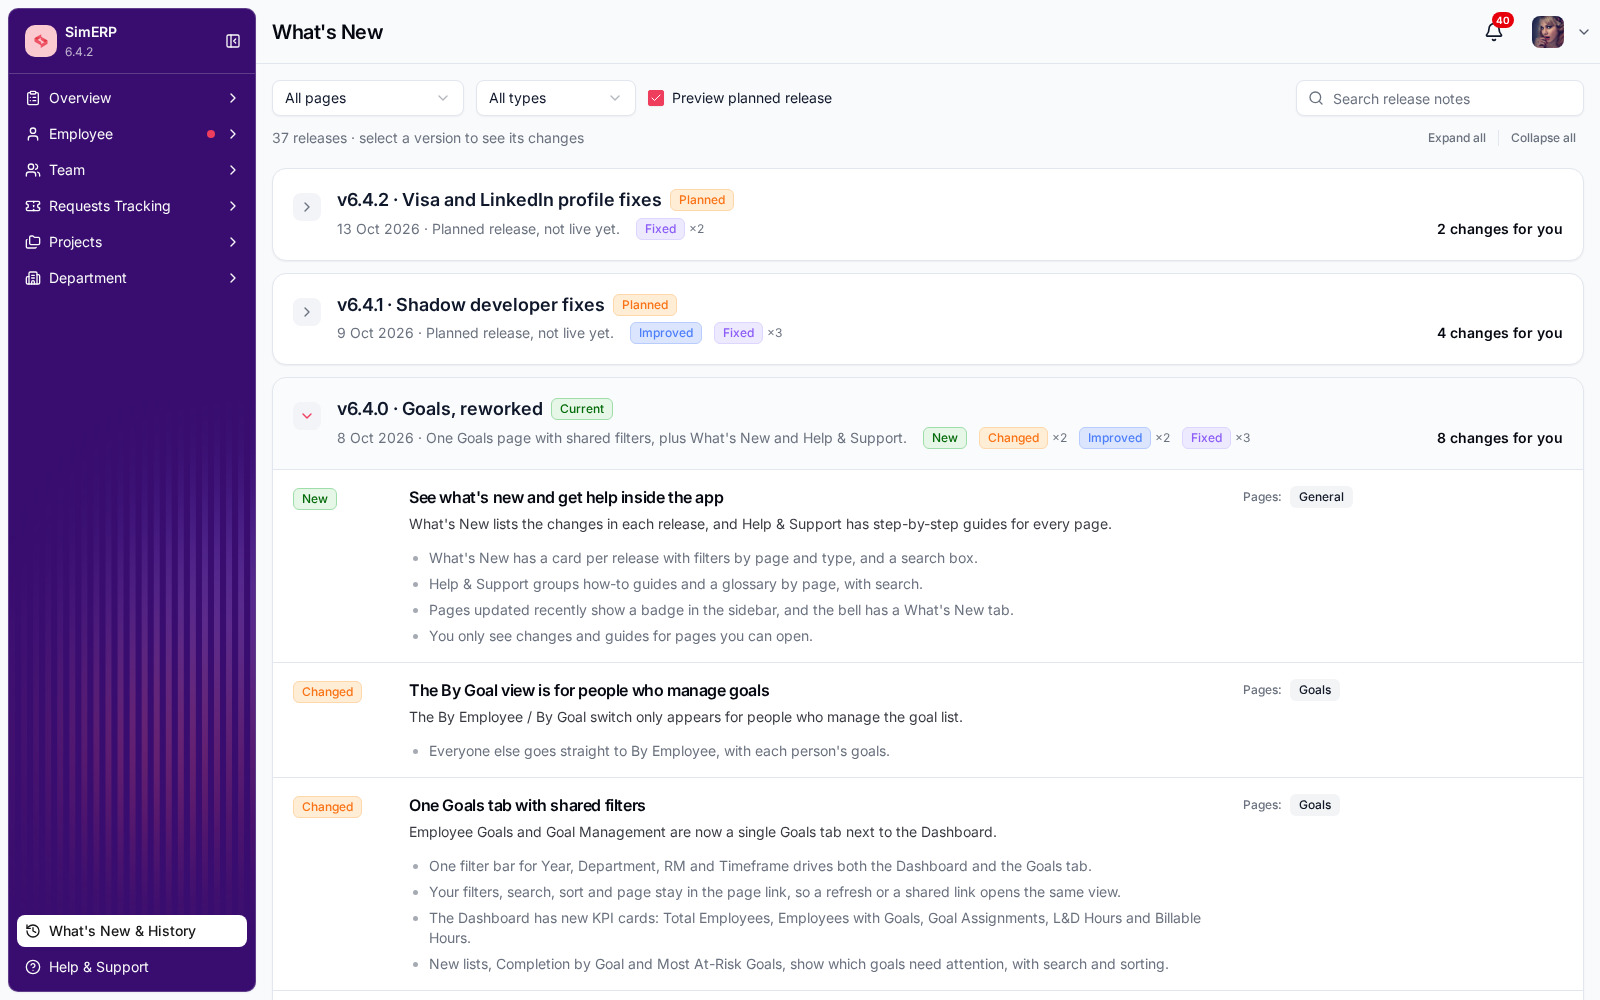 SimERP
6.4.2
Overview
Employee
Team
Requests Tracking
Projects
Department
What's New & History
Help & Support
What's New
40
All pages
All types
Preview planned release
Search release notes
37 releases · select a version to see its changes
Expand all
Collapse all
v6.4.2 · Visa and LinkedIn profile fixes Planned
13 Oct 2026 · Planned release, not live yet. Fixed ×2
2 changes for you
v6.4.1 · Shadow developer fixes Planned
9 Oct 2026 · Planned release, not live yet. Improved Fixed ×3
4 changes for you
v6.4.0 · Goals, reworked Current
8 Oct 2026 · One Goals page with shared filters, plus What's New and Help & Support. New Changed ×2 Improved ×2 Fixed ×3
8 changes for you
New
See what's new and get help inside the app
Pages: General
What's New lists the changes in each release, and Help & Support has step-by-step guides for every page.
• What's New has a card per release with filters by page and type, and a search box.
• Help & Support groups how-to guides and a glossary by page, with search.
• Pages updated recently show a badge in the sidebar, and the bell has a What's New tab.
• You only see changes and guides for pages you can open.
Changed
The By Goal view is for people who manage goals
Pages: Goals
The By Employee / By Goal switch only appears for people who manage the goal list.
• Everyone else goes straight to By Employee, with each person's goals.
Changed
One Goals tab with shared filters
Pages: Goals
Employee Goals and Goal Management are now a single Goals tab next to the Dashboard.
• One filter bar for Year, Department, RM and Timeframe drives both the Dashboard and the Goals tab.
• Your filters, search, sort and page stay in the page link, so a refresh or a shared link opens the same view.
• The Dashboard has new KPI cards: Total Employees, Employees with Goals, Goal Assignments, L&D Hours and Billable
Hours.
• New lists, Completion by Goal and Most At-Risk Goals, show which goals need attention, with search and sorting.